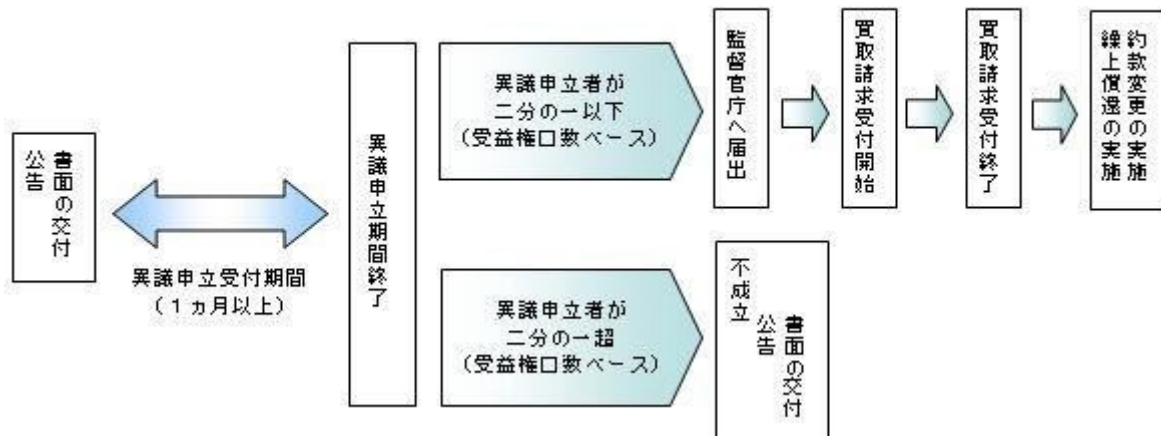 書面の交付
公告
異議申立受付期間
(1ヵ月以上)
異議申立期間終了
異議申立者が
二分の一以下
(受益権口数ベース)
監督官庁へ届出
買取請求受付開始
買取請求受付終了
約款変更の実施
繰上償還の実施
異議申立者が
二分の一超
(受益権口数ベース)
不成立
書面の交付
公告